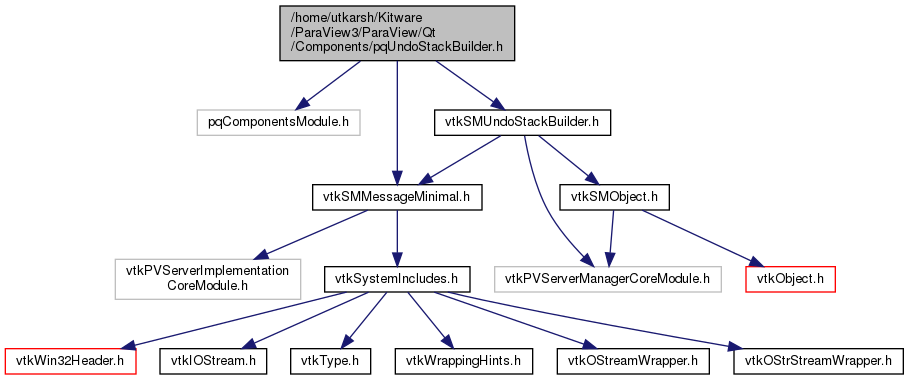 /home/utkarsh/Kitware
/ParaView3/ParaView/Qt
/Components/pqUndoStackBuilder.h
pqComponentsModule.h
vtkSMUndoStackBuilder.h
vtkSMMessageMinimal.h
vtkSMObject.h
vtkPVServerImplementation
CoreModule.h
vtkSystemIncludes.h
vtkPVServerManagerCoreModule.h
vtkObject.h
vtkWin32Header.h
vtkIOStream.h
vtkType.h
vtkWrappingHints.h
vtkOStreamWrapper.h
vtkOStrStreamWrapper.h